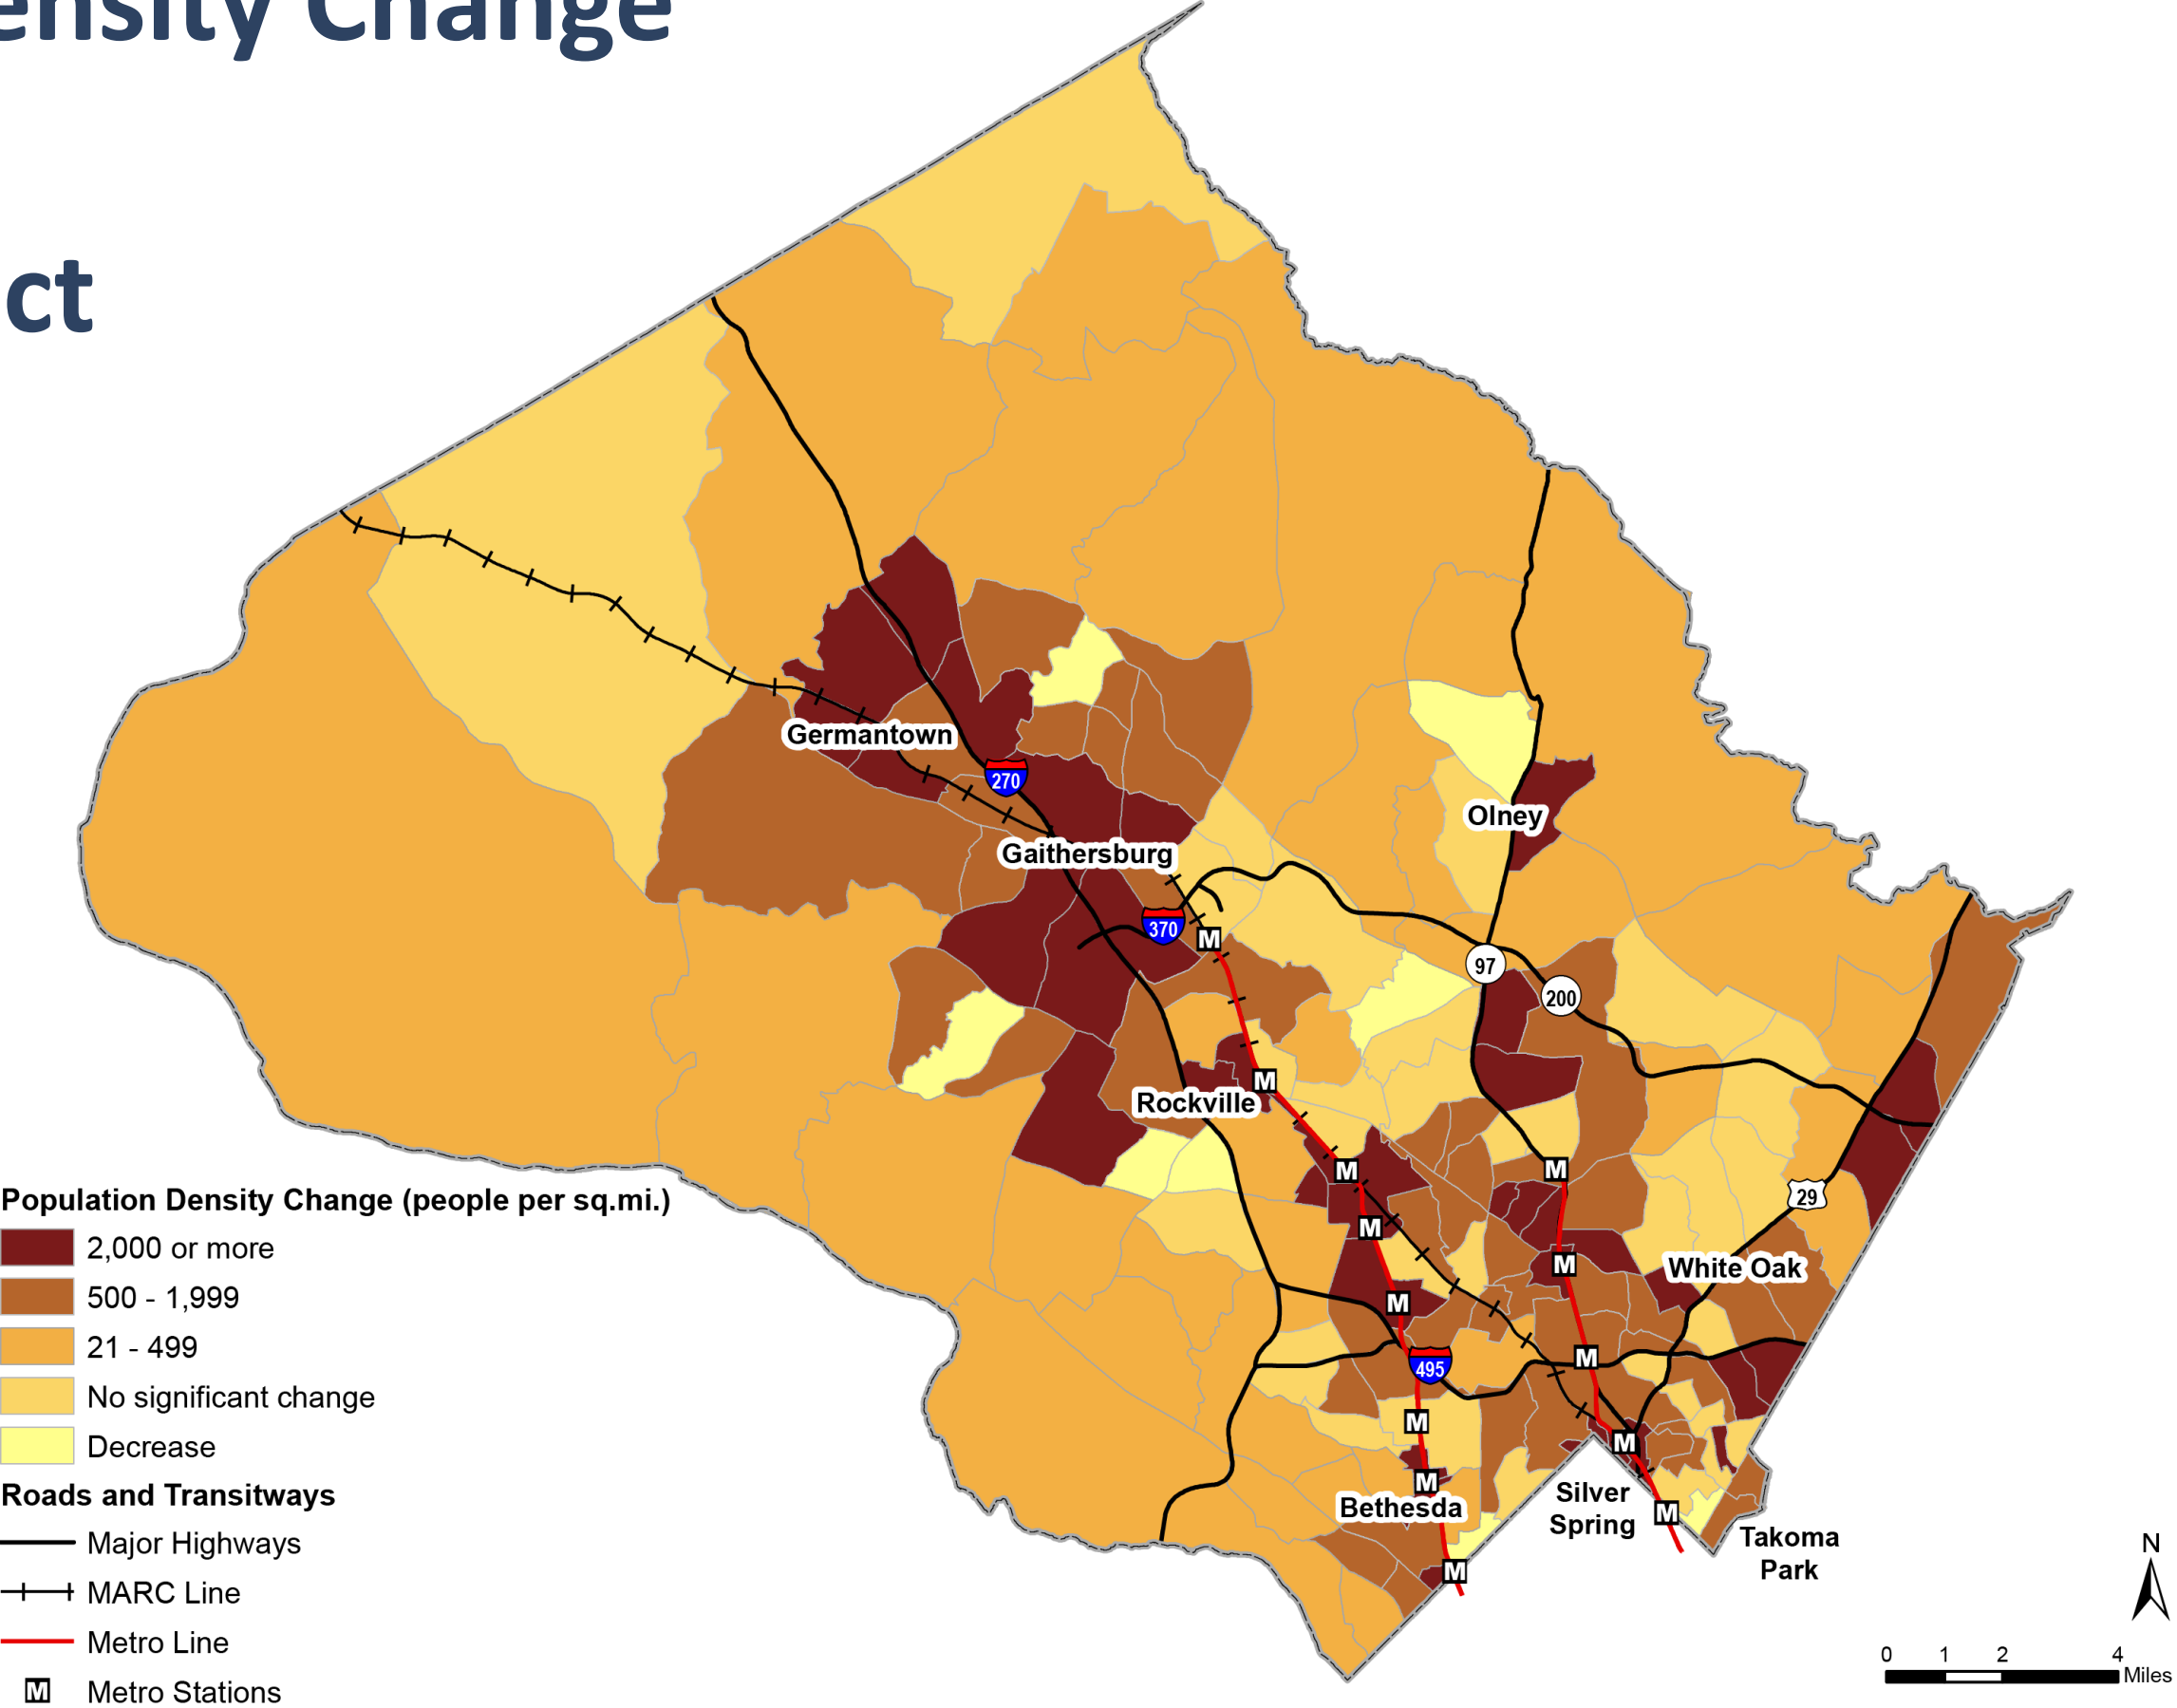 ensity Change
ct
Germantown
270
Olney
Gaithersburg
370
M
97
200
M
Rockville
M
M
29
M
M
White Oak
M
M
495
M
M
M
Bethesda
Silver
Spring
M
Takoma
Park
M
Population Density Change (people per sq.mi.)
2,000 or more
500 - 1,999
21 - 499
No significant change
Decrease
Roads and Transitways
Major Highways
MARC Line
Metro Line
M Metro Stations
N
0 1 2 4
Miles